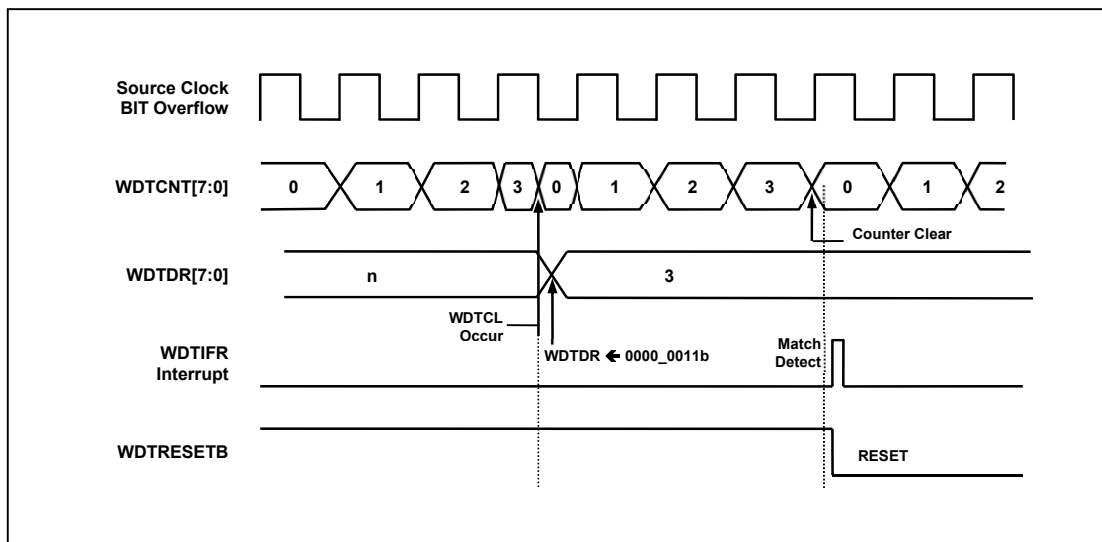 Source Clock
BIT Overflow
WDTCNT[7:0]
0 1 2 3 0 1 2 3 0 1 2
Counter Clear
WDTDR[7:0]
n 3
WDTCL
Occur
WDTDR ← 0000_0011b
WDTIFR
Interrupt
Match
Detect
WDTRESETB
RESET